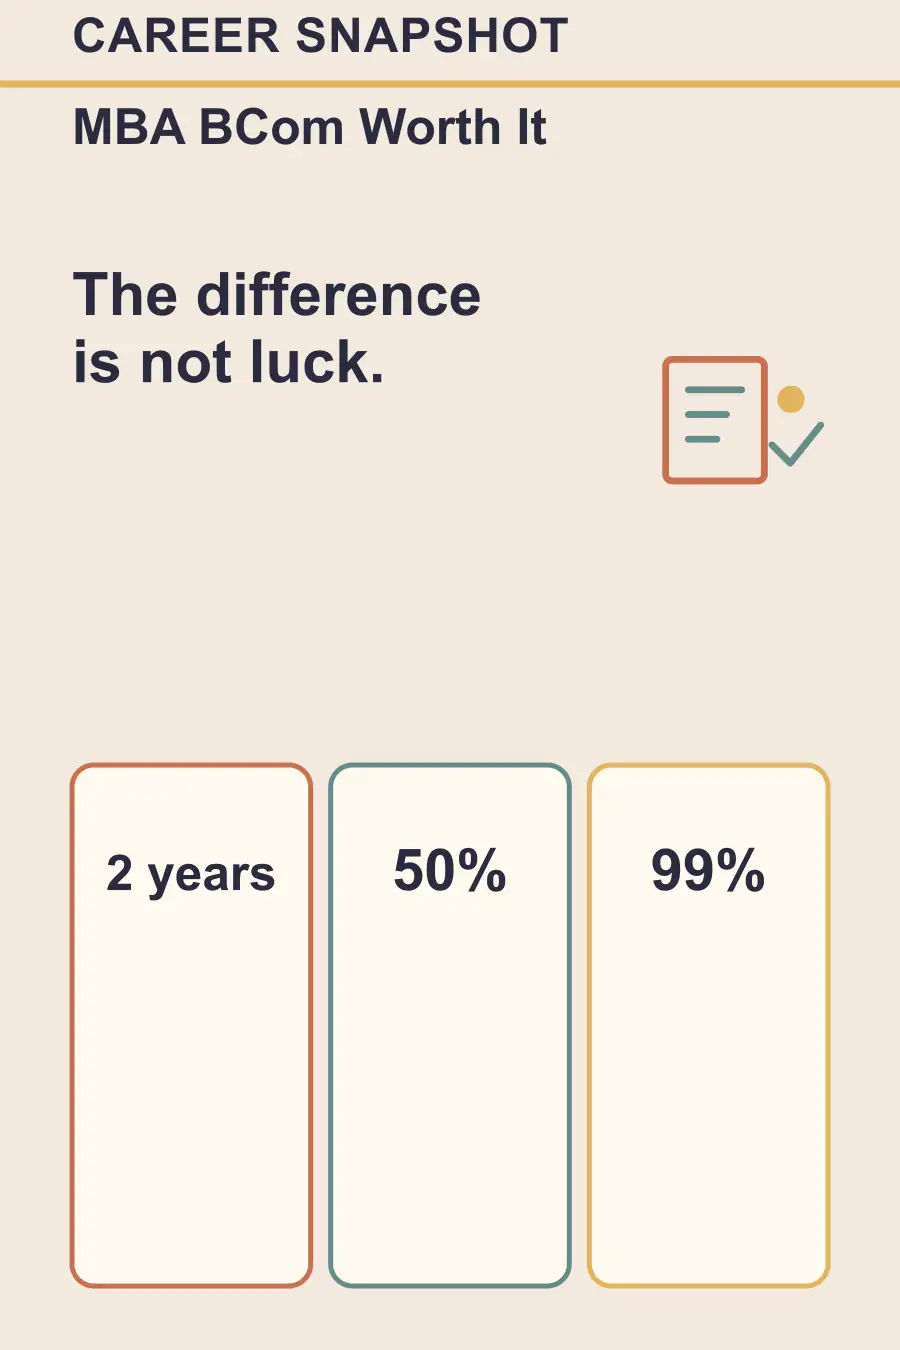 CAREER SNAPSHOT
MBA BCom Worth It
The difference
is not luck.
2 years
50%
99%